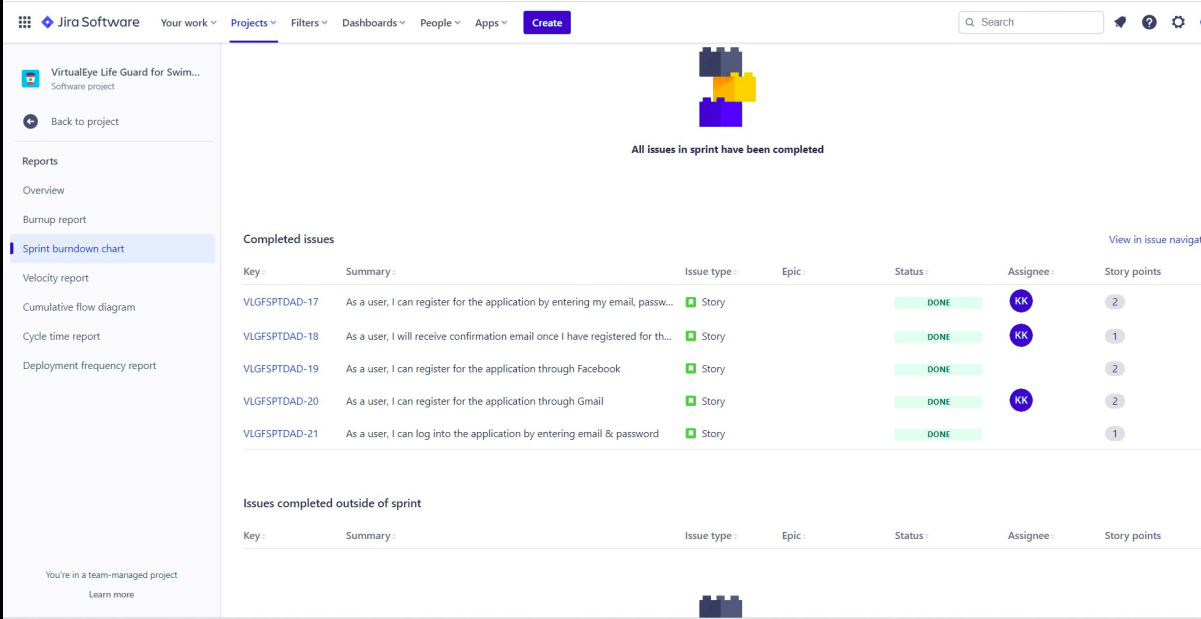 Jira Software Your work Projects Filters Dashboards People Apps Create Search
VirtualEye Life Guard for Swim...
Software project
Back to project
Reports
Overview
Burnup report
Sprint burndown chart
Velocity report
Cumulative flow diagram
Cycle time report
Deployment frequency report
You're in a team-managed project
Learn more
All issues in sprint have been completed
Completed issues View in issue navigat
Key Summary Issue type Epic Status Assignee Story points
VLGFSPTDAD-17 As a user, I can register for the application by entering my email, passw... Story DONE KK 2
VLGFSPTDAD-18 As a user, I will receive confirmation email once I have registered for th... Story DONE KK 1
VLGFSPTDAD-19 As a user, I can register for the application through Facebook Story DONE 2
VLGFSPTDAD-20 As a user, I can register for the application through Gmail Story DONE KK 2
VLGFSPTDAD-21 As a user, I can log into the application by entering email & password Story DONE 1
Issues completed outside of sprint
Key Summary Issue type Epic Status Assignee Story points